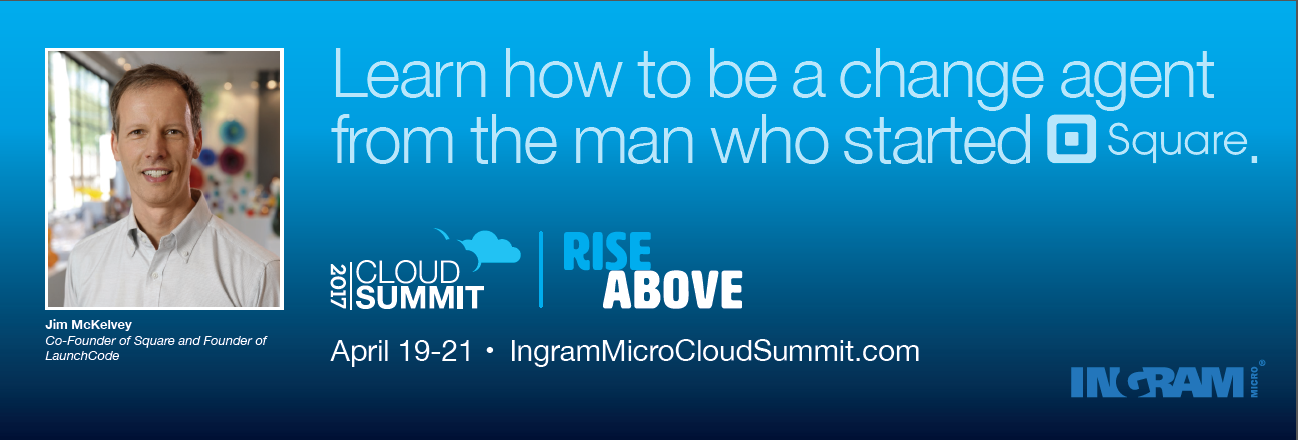 Learn how to be a change agent
from the man who started Square.
2017 CLOUD
SUMMIT
RISE
ABOVE
Jim McKelvey
Co-Founder of Square and Founder of
LaunchCode
April 19-21 • IngramMicroCloudSummit.com
INGRAM MICRO®